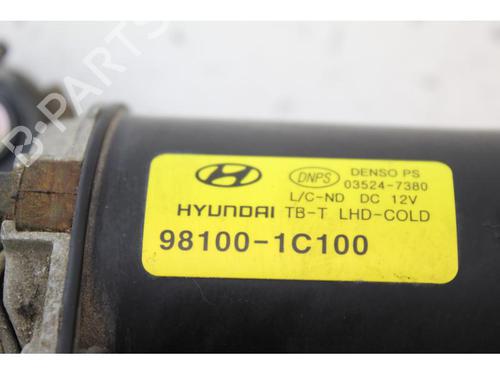 DNPS
DENSO PS
03524-7380
L/C-ND DC 12V
HYUNDAI TB-T LHD-COLD
98100-1C100
B-PARTS